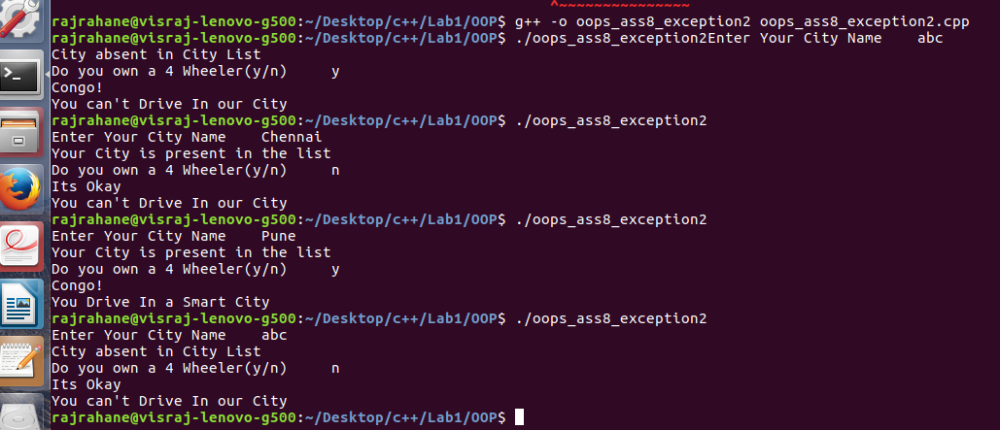 ^~~~~~~~~~~~~~~~
rajrahane@visraj-lenovo-g500:~/Desktop/c++/Lab1/OOP$ g++ -o oops_ass8_exception2 oops_ass8_exception2.cpp
rajrahane@visraj-lenovo-g500:~/Desktop/c++/Lab1/OOP$ ./oops_ass8_exception2Enter Your City Name    abc
City absent in City List
Do you own a 4 Wheeler(y/n)     y
Congo!
You can't Drive In our City
rajrahane@visraj-lenovo-g500:~/Desktop/c++/Lab1/OOP$ ./oops_ass8_exception2
Enter Your City Name    Chennai
Your City is present in the list
Do you own a 4 Wheeler(y/n)     n
Its Okay
You can't Drive In our City
rajrahane@visraj-lenovo-g500:~/Desktop/c++/Lab1/OOP$ ./oops_ass8_exception2
Enter Your City Name    Pune
Your City is present in the list
Do you own a 4 Wheeler(y/n)     y
Congo!
You Drive In a Smart City
rajrahane@visraj-lenovo-g500:~/Desktop/c++/Lab1/OOP$ ./oops_ass8_exception2
Enter Your City Name    abc
City absent in City List
Do you own a 4 Wheeler(y/n)     n
Its Okay
You can't Drive In our City
rajrahane@visraj-lenovo-g500:~/Desktop/c++/Lab1/OOP$